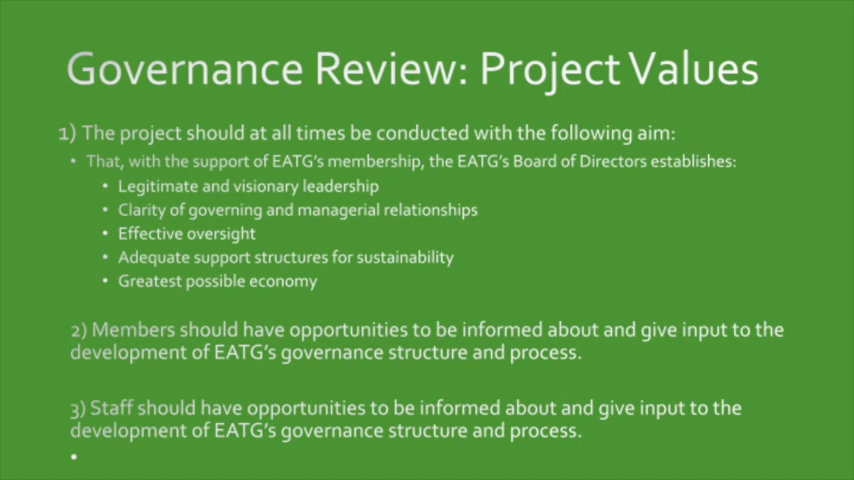 Governance Review: Project Values
1) The project should at all times be conducted with the following aim:
• That, with the support of EATG's membership, the EATG's Board of Directors establishes:
• Legitimate and visionary leadership
• Clarity of governing and managerial relationships
• Effective oversight
• Adequate support structures for sustainability
• Greatest possible economy
2) Members should have opportunities to be informed about and give input to the
development of EATG's governance structure and process.
3) Staff should have opportunities to be informed about and give input to the
development of EATG's governance structure and process.
•